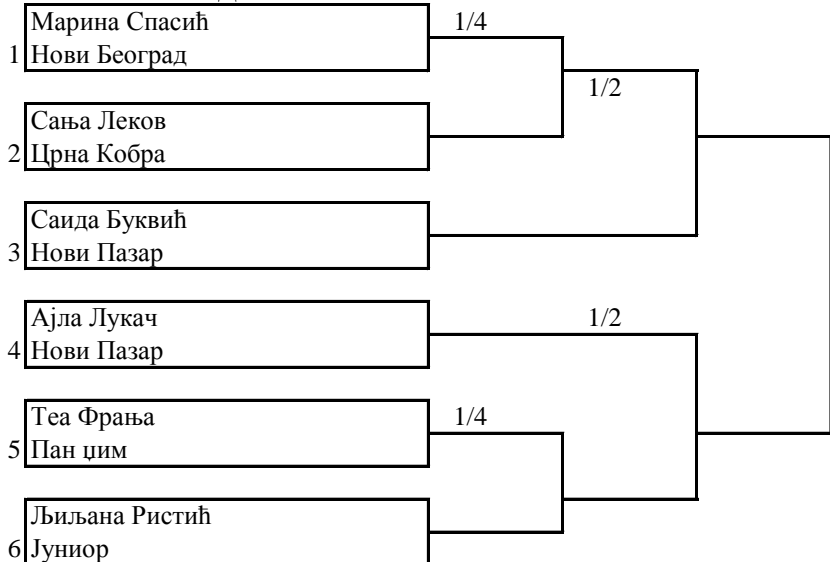 Марина Спасић
1/4
1 Нови Београд
1/2
Сања Леков
2 Црна Кобра
Саида Буквић
3 Нови Пазар
Ајла Лукач
1/2
4 Нови Пазар
Теа Фрања
1/4
5 Пан џим
Љиљана Ристић
6 Јуниор